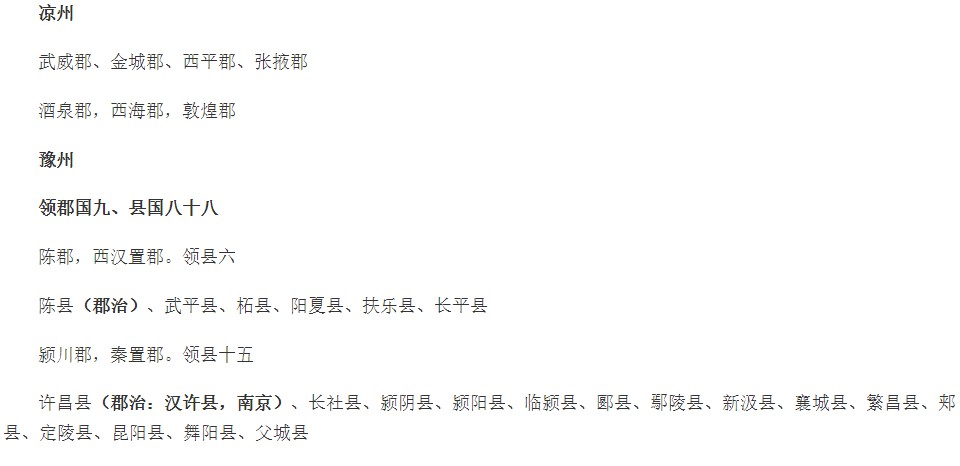 凉州
武威郡、金城郡、西平郡、张掖郡
酒泉郡，西海郡，敦煌郡
豫州
领郡国九、县国八十八
陈郡，西汉置郡。领县六
陈县（郡治）、武平县、柘县、阳夏县、扶乐县、长平县
颍川郡，秦置郡。领县十五
许昌县（郡治：汉许县，南京）、长社县、颍阴县、颍阳县、临颍县、郾县、鄢陵县、新汲县、襄城县、繁昌县、郏
县、定陵县、昆阳县、舞阳县、父城县